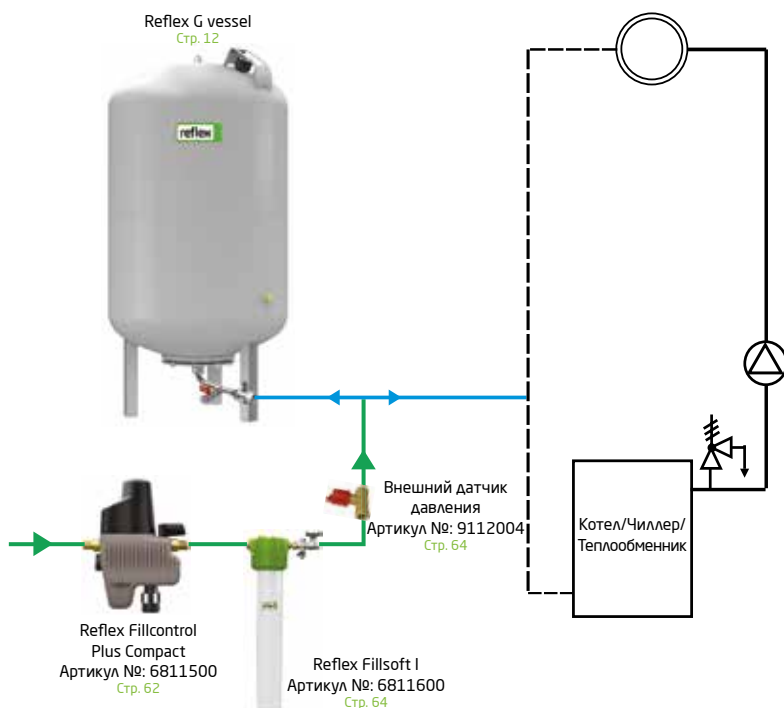 Reflex G vessel
Стр. 12
reflex
Внешний датчик
давления
Артикул №: 9112004
Стр. 64
Котел/Чиллер/
Теплообменник
Reflex Fillcontrol
Plus Compact
Артикул №: 6811500
Стр. 62
Reflex Fillsoft I
Артикул №: 6811600
Стр. 64